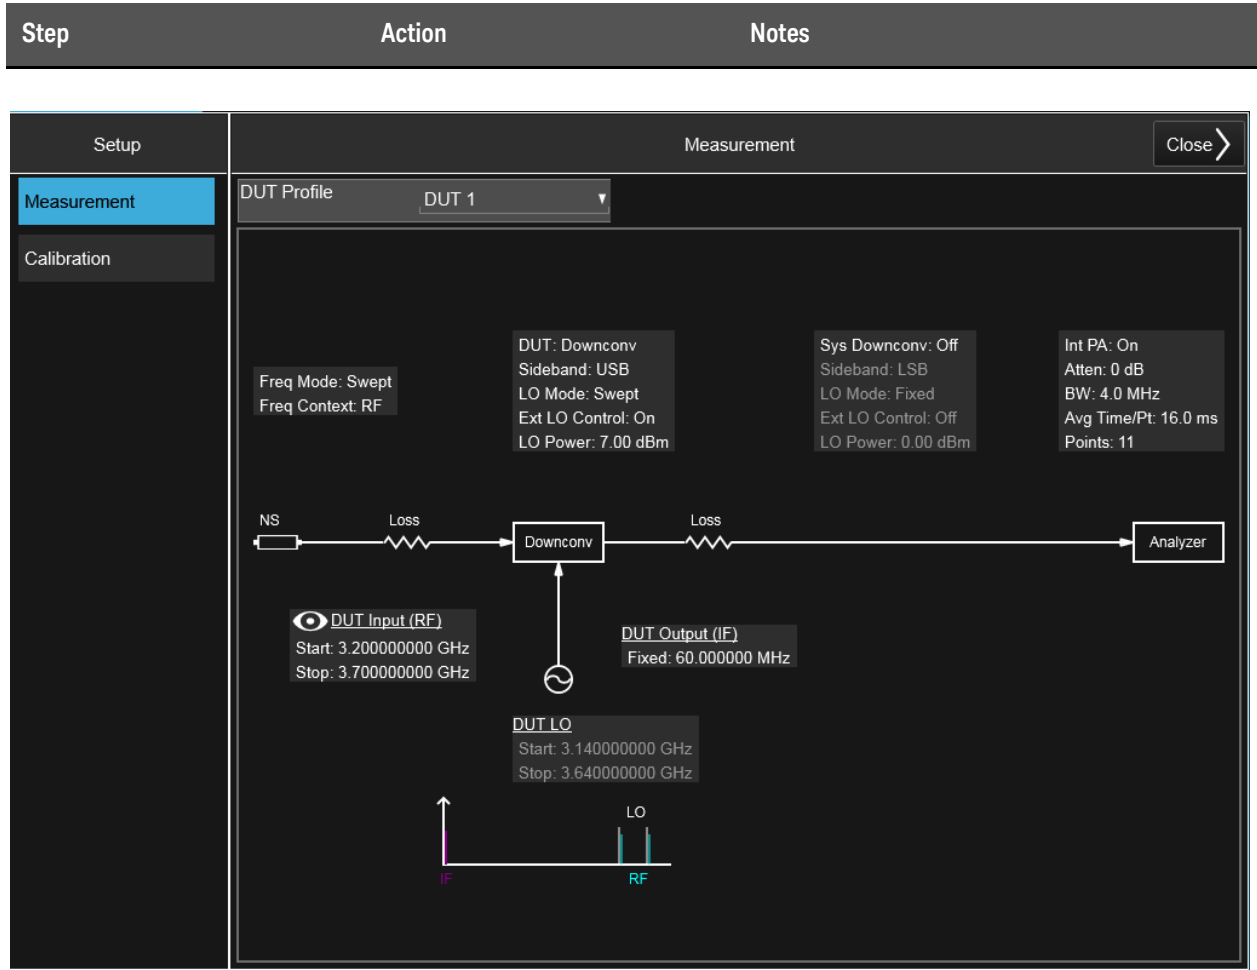 Step Action Notes
Setup
Measurement
Close
Measurement
Calibration
DUT Profile
DUT 1
Freq Mode: Swept
Freq Context: RF
DUT: Downconv
Sideband: USB
LO Mode: Swept
Ext LO Control: On
LO Power: 7.00 dBm
Sys Downconv: Off
Sideband: LSB
LO Mode: Fixed
Ext LO Control: Off
LO Power: 0.00 dBm
Int PA: On
Atten: 0 dB
BW: 4.0 MHz
Avg Time/Pt: 16.0 ms
Points: 11
NS
Loss
Downconv
Loss
Analyzer
DUT Input (RF)
Start: 3.200000000 GHz
Stop: 3.700000000 GHz
DUT Output (IF)
Fixed: 60.000000 MHz
DUT LO
Start: 3.140000000 GHz
Stop: 3.640000000 GHz
LO
IF
RF